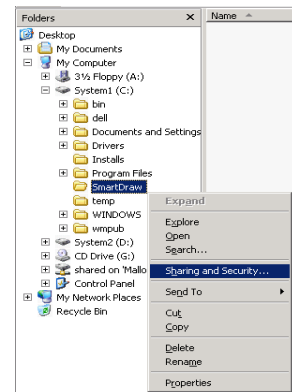 Folders × Name
Desktop
My Documents
My Computer
3½ Floppy (A:)
System1 (C:)
bin
dell
Documents and Settings
Drivers
Installs
Program Files
SmartDraw
temp
WINDOWS
wmpub
System2 (D:)
CD Drive (G:)
shared on 'Mallo
Control Panel
My Network Places
Recycle Bin
Expand
Explore
Open
Search...
Sharing and Security...
Send To
Cut
Copy
Delete
Rename
Properties